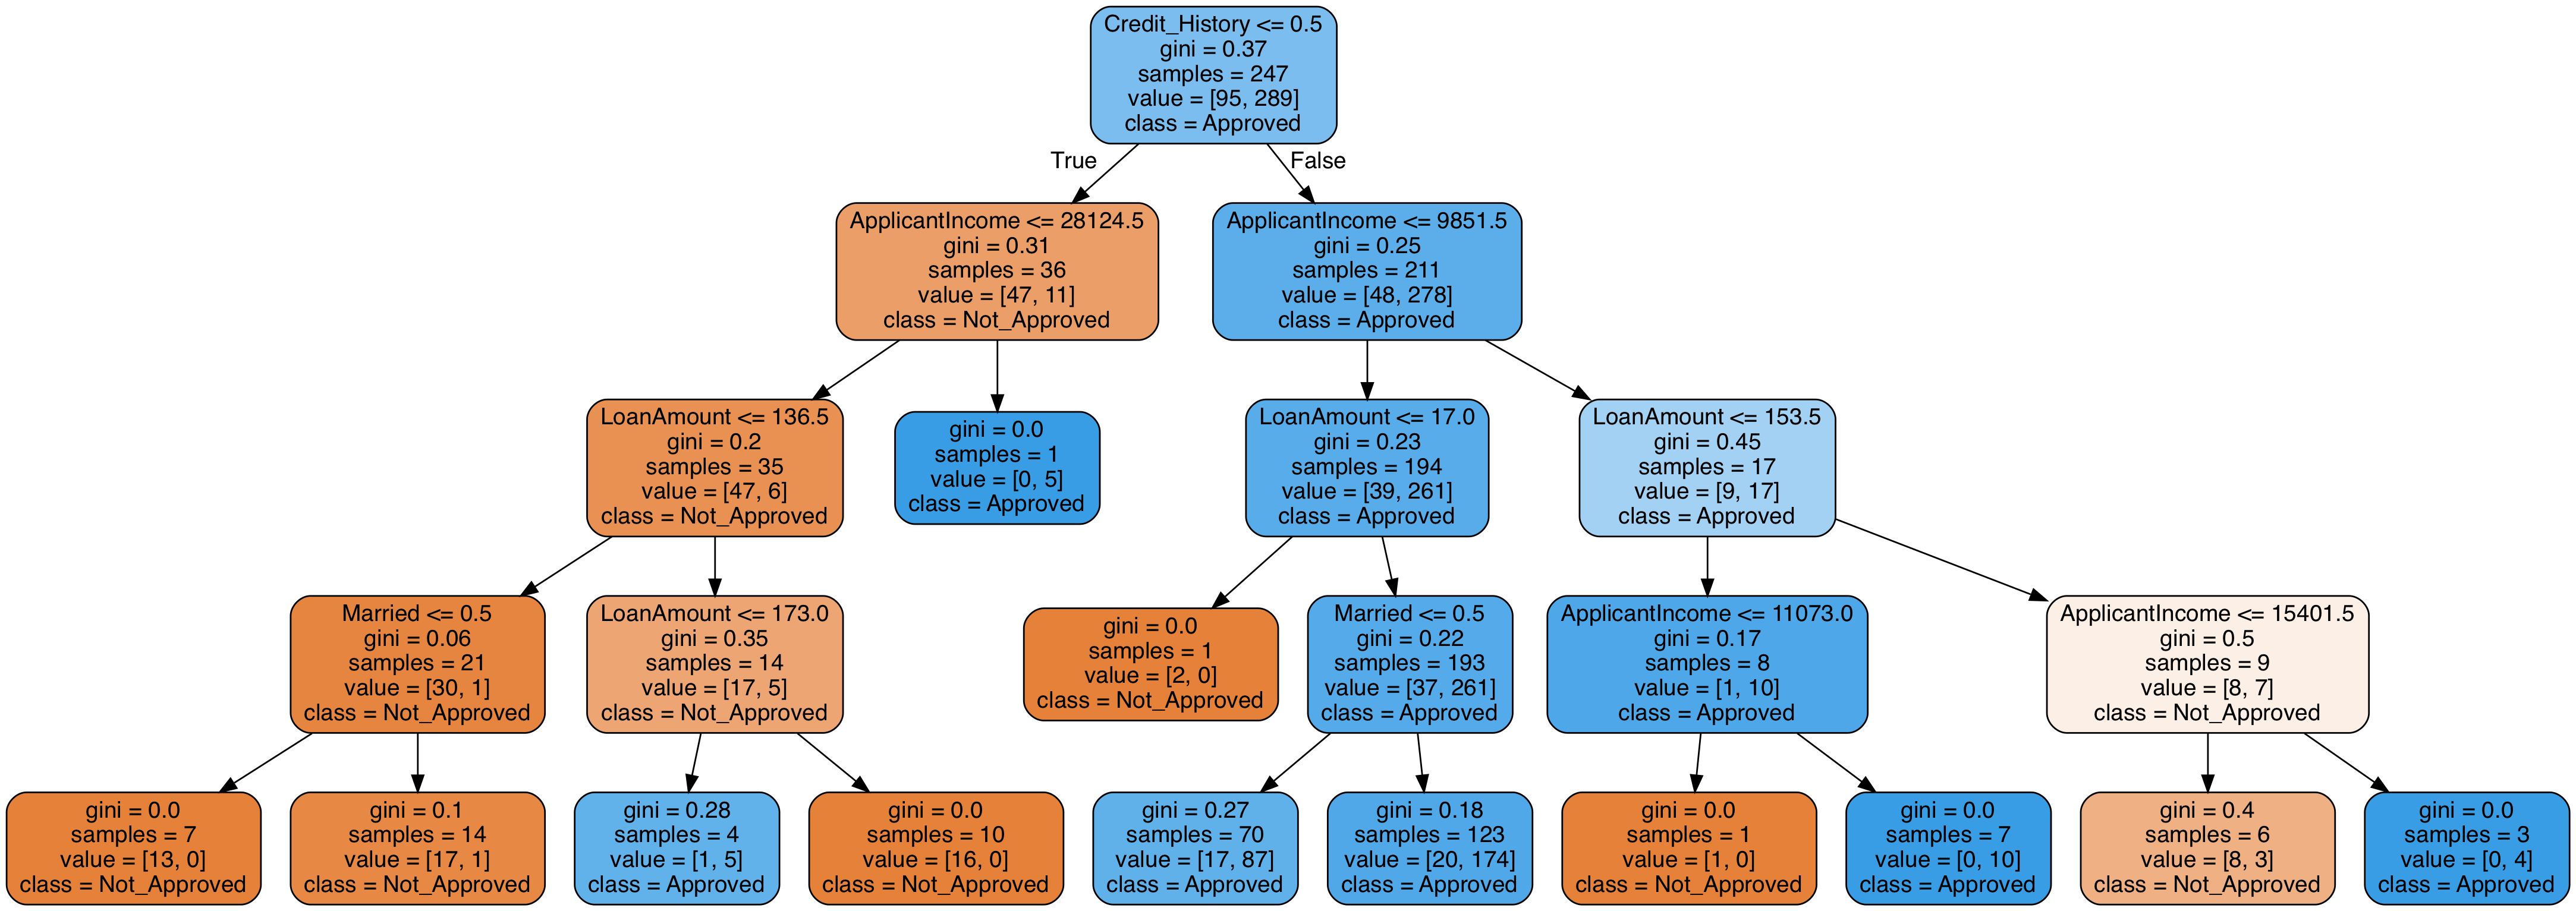 Credit_History <= 0.5
gini = 0.37
samples = 247
value = [95, 289]
class = Approved
True
False
ApplicantIncome <= 28124.5
gini = 0.31
samples = 36
value = [47, 11]
class = Not_Approved
ApplicantIncome <= 9851.5
gini = 0.25
samples = 211
value = [48, 278]
class = Approved
LoanAmount <= 136.5
gini = 0.2
samples = 35
value = [47, 6]
class = Not_Approved
gini = 0.0
samples = 1
value = [0, 5]
class = Approved
LoanAmount <= 17.0
gini = 0.23
samples = 194
value = [39, 261]
class = Approved
LoanAmount <= 153.5
gini = 0.45
samples = 17
value = [9, 17]
class = Approved
Married <= 0.5
gini = 0.06
samples = 21
value = [30, 1]
class = Not_Approved
LoanAmount <= 173.0
gini = 0.35
samples = 14
value = [17, 5]
class = Not_Approved
gini = 0.0
samples = 1
value = [2, 0]
class = Not_Approved
Married <= 0.5
gini = 0.22
samples = 193
value = [37, 261]
class = Approved
ApplicantIncome <= 11073.0
gini = 0.17
samples = 8
value = [1, 10]
class = Approved
ApplicantIncome <= 15401.5
gini = 0.5
samples = 9
value = [8, 7]
class = Not_Approved
gini = 0.0
samples = 7
value = [13, 0]
class = Not_Approved
gini = 0.1
samples = 14
value = [17, 1]
class = Not_Approved
gini = 0.28
samples = 4
value = [1, 5]
class = Approved
gini = 0.0
samples = 10
value = [16, 0]
class = Not_Approved
gini = 0.27
samples = 70
value = [17, 87]
class = Approved
gini = 0.18
samples = 123
value = [20, 174]
class = Approved
gini = 0.0
samples = 1
value = [1, 0]
class = Not_Approved
gini = 0.0
samples = 7
value = [0, 10]
class = Approved
gini = 0.4
samples = 6
value = [8, 3]
class = Not_Approved
gini = 0.0
samples = 3
value = [0, 4]
class = Approved